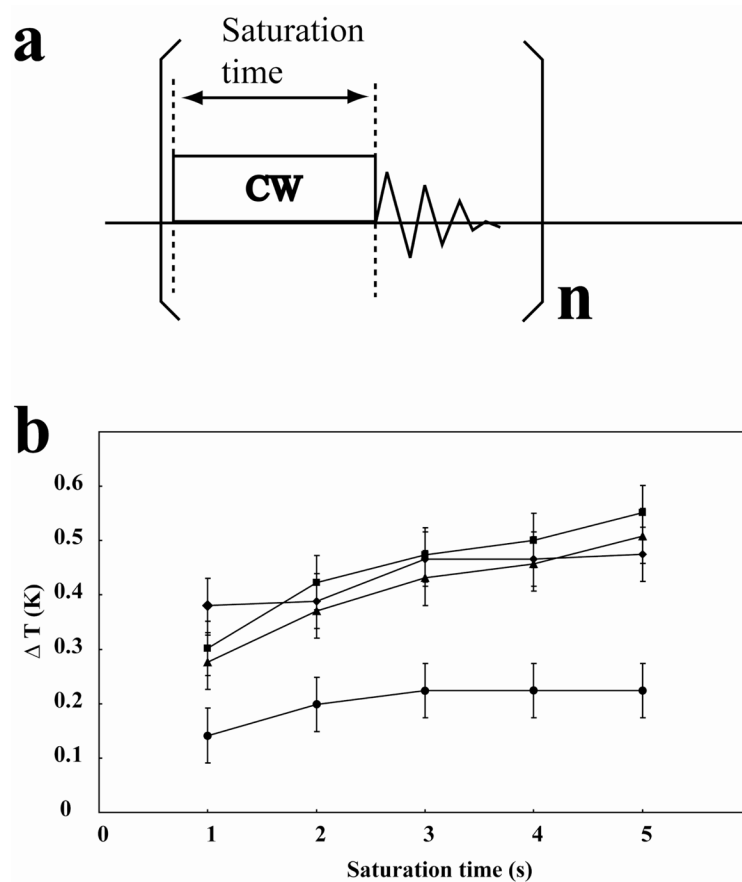 a
Saturation
time
CW
n
b
0.6
0.5
0.4
0.3
0.2
0.1
0
Δ T (K)
0 1 2 3 4 5
Saturation time (s)